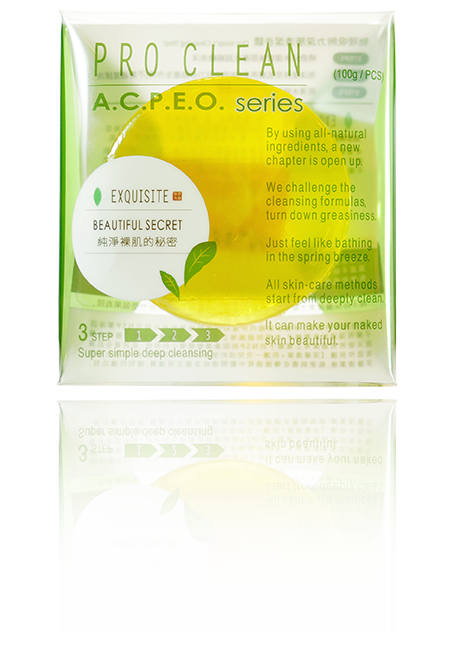 PRO CLEAN
(100g / PCS)
A.C.P.E.O. series
By using all-natural
ingredients, a new
chapter is open up.
We challenge the
cleansing formulas,
turn down greasiness.
Just feel like bathing
in the spring breeze.
All skin-care methods
start from deeply clean.
It can make your naked
skin beautiful.
EXQUISITE
BEAUTIFUL SECRET
純淨裸肌的秘密
3 STEP 1 2 3
Super simple deep cleansing